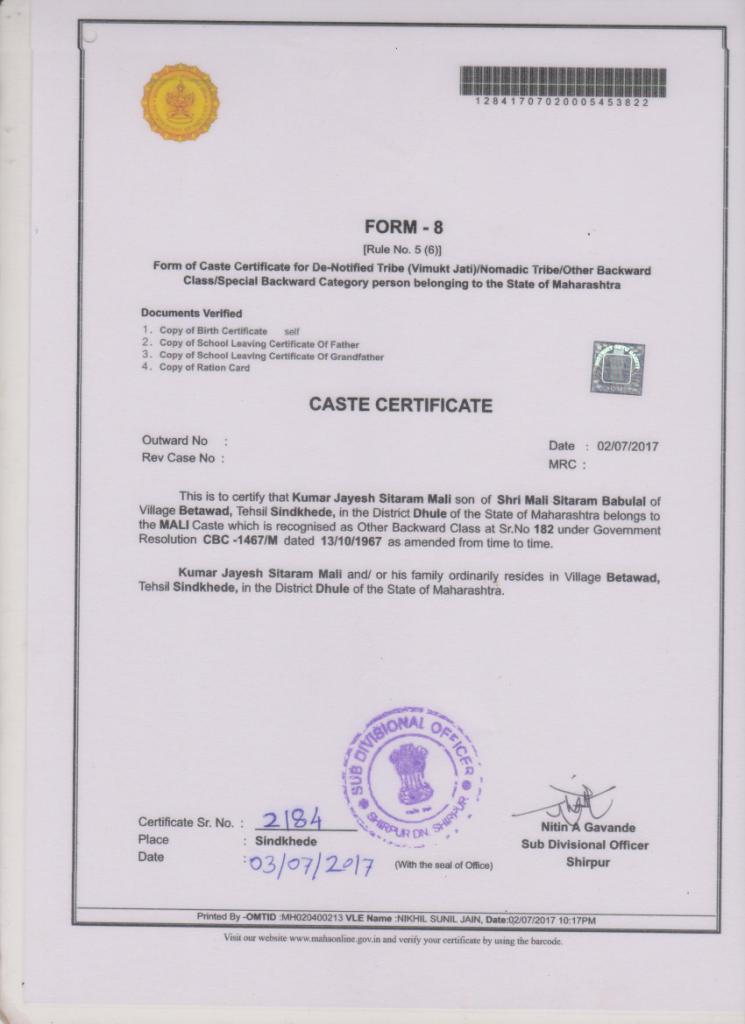 12841707020005453822
FORM - 8
[Rule No. 5 (6)]
Form of Caste Certificate for De-Notified Tribe (Vimukt Jati)/Nomadic Tribe/Other Backward
Class/Special Backward Category person belonging to the State of Maharashtra
Documents Verified
1. Copy of Birth Certificate self
2. Copy of School Leaving Certificate Of Father
3. Copy of School Leaving Certificate Of Grandfather
4. Copy of Ration Card
CASTE CERTIFICATE
Outward No :
Date : 02/07/2017
Rev Case No :
MRC :
This is to certify that Kumar Jayesh Sitaram Mali son of Shri Mali Sitaram Babulal of
Village Betawad, Tehsil Sindkhede, in the District Dhule of the State of Maharashtra belongs to
the MALI Caste which is recognised as Other Backward Class at Sr.No 182 under Government
Resolution CBC -1467/M dated 13/10/1967 as amended from time to time.
Kumar Jayesh Sitaram Mali and/ or his family ordinarily resides in Village Betawad,
Tehsil Sindkhede, in the District Dhule of the State of Maharashtra.
SUB DIVISIONAL OFFICER
SHIRPUR DN. SHIRPUR
Certificate Sr. No. : 2184
Place : Sindkhede
Date : 03/07/2017
(With the seal of Office)
Nitin A Gavande
Sub Divisional Officer
Shirpur
Printed By -OMTID :MH020400213 VLE Name :NIKHIL SUNIL JAIN, Date:02/07/2017 10:17PM
Visit our website www.mahaonline.gov.in and verify your certificate by using the barcode.